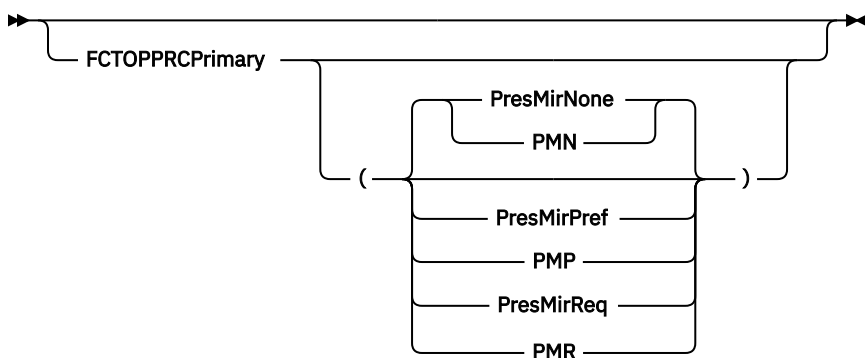 FCTOPPRCPrimary
(
PresMirNone
PMN
PresMirPref
PMP
PresMirReq
PMR
)